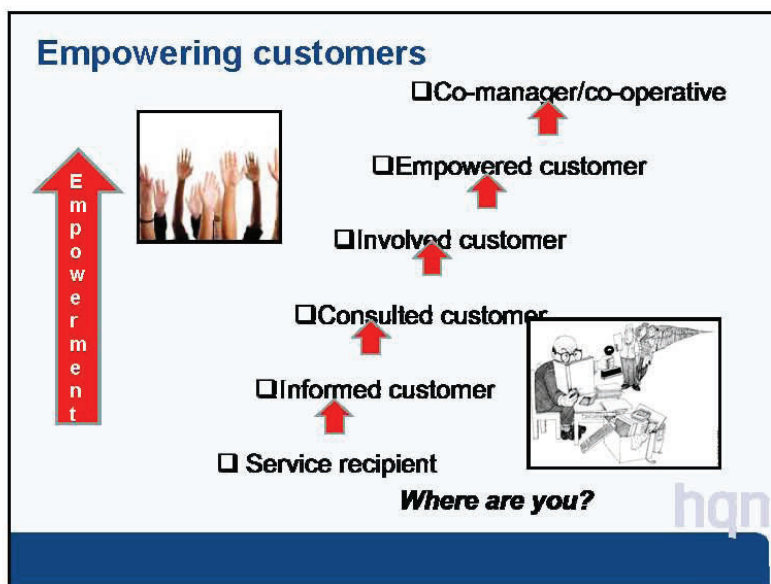 Empowering customers
❑Co-manager/co-operative
❑Empowered customer
❑Involved customer
❑Consulted customer
❑Informed customer
❑ Service recipient
Empowerment
Where are you?
hqn